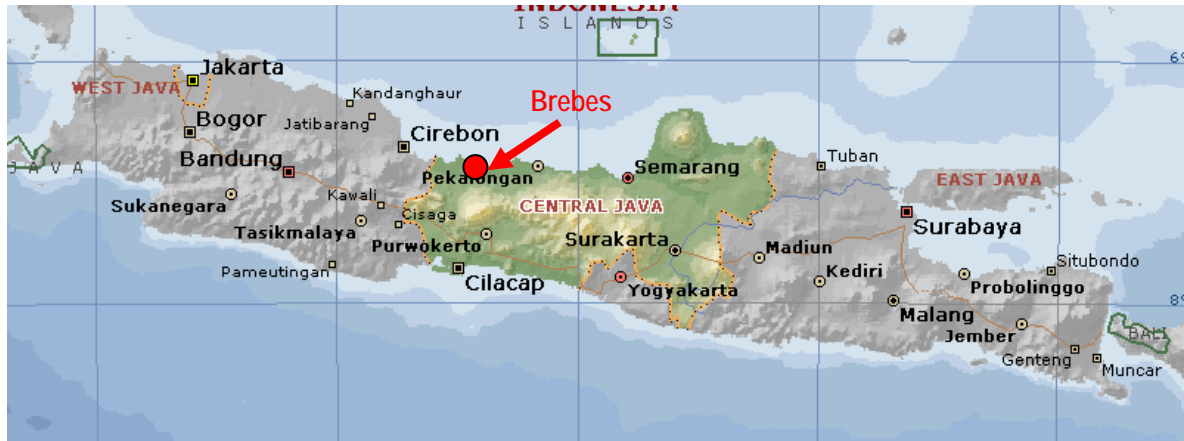 INDONESIA
ISLANDS
6°
Jakarta
WEST JAVA
Kandanghaur
Brebes
Bogor
Jatibarang
Cirebon
JAVA
Bandung
Pekalongan
Semarang
Tuban
EAST JAVA
Sukanegara
Kawali
Cisaga
CENTRAL JAVA
Tasikmalaya
Purwokerto
Surakarta
Surabaya
Madiun
Pameutingan
Cilacap
Yogyakarta
Kediri
Situbondo
Probolinggo
8°
Malang
Jember
BALI
Genteng
Muncar